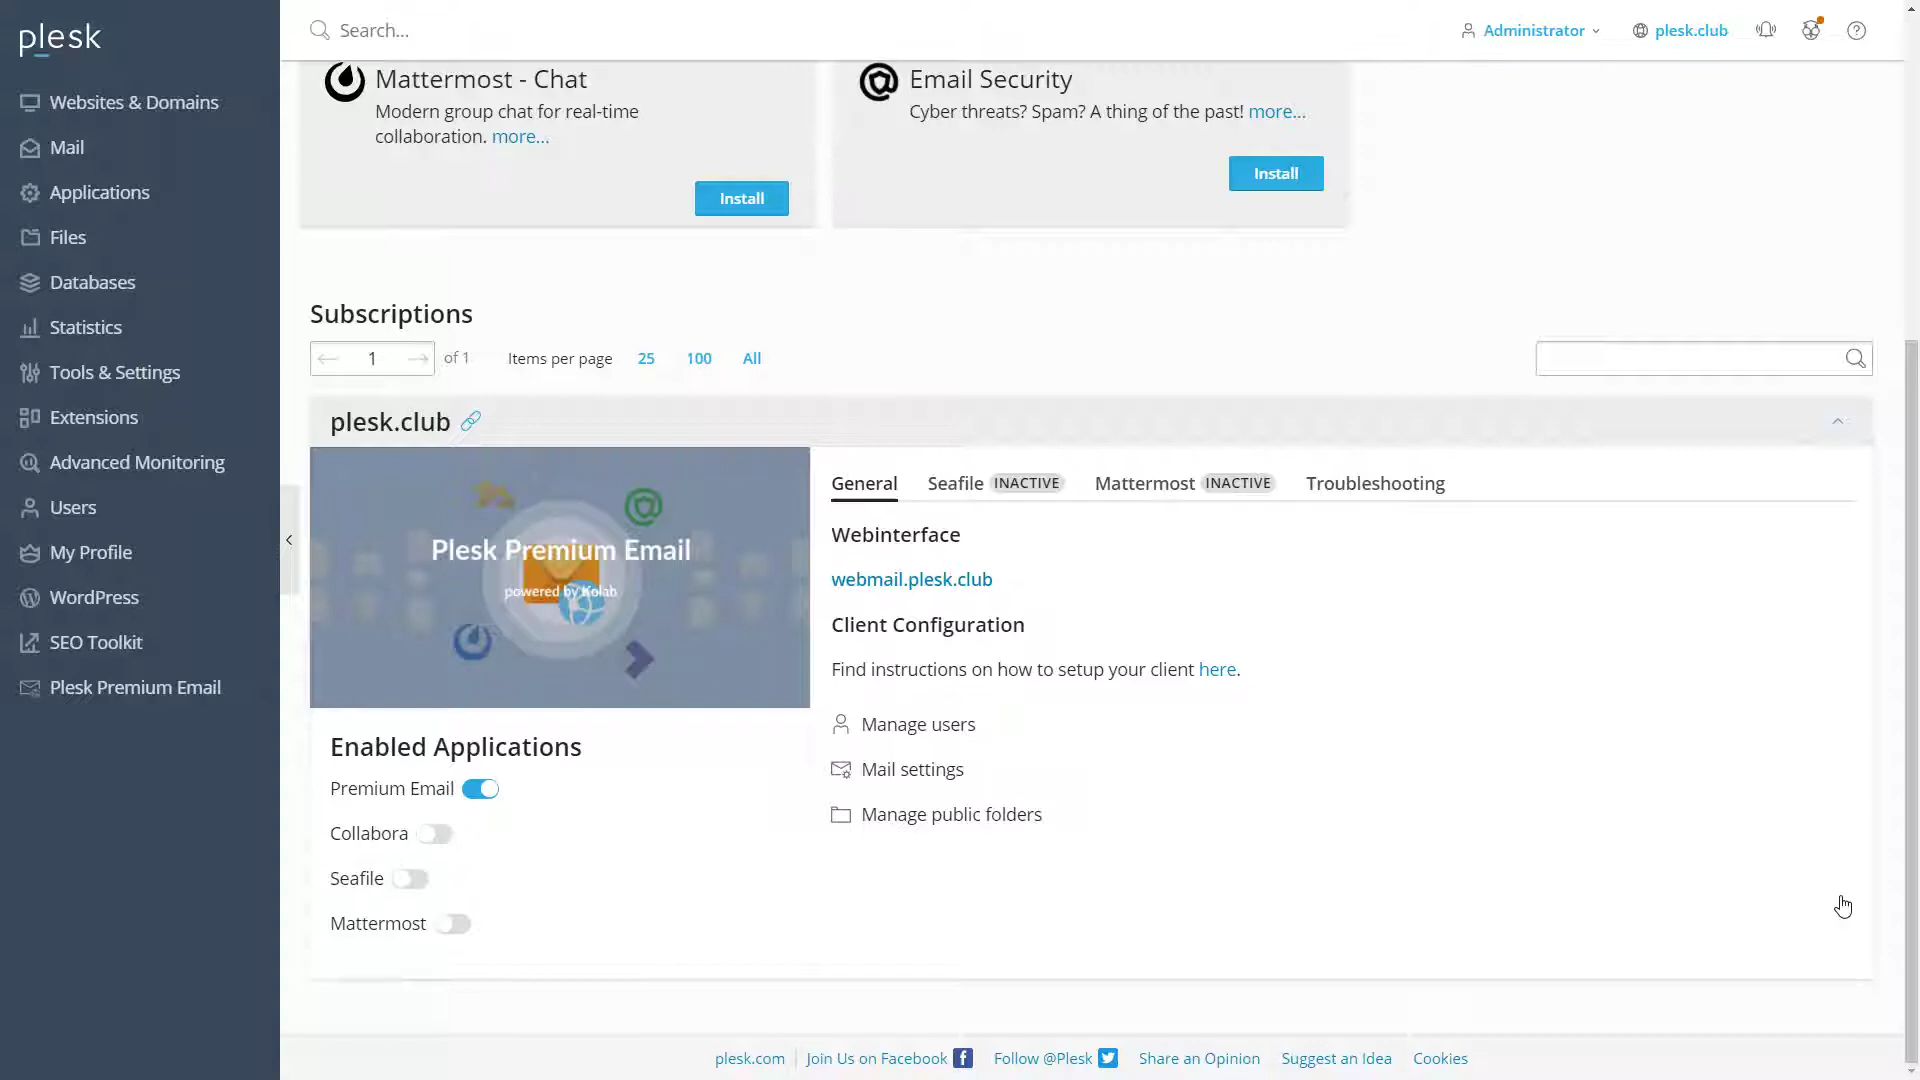 plesk
Search...
Administrator
plesk.club
Websites & Domains
Mail
Applications
Files
Databases
Statistics
Tools & Settings
Extensions
Advanced Monitoring
Users
My Profile
WordPress
SEO Toolkit
Plesk Premium Email
Mattermost - Chat
Modern group chat for real-time
collaboration. more...
Install
Email Security
Cyber threats? Spam? A thing of the past! more...
Install
Subscriptions
1 of 1 Items per page 25 100 All
plesk.club
Plesk Premium Email
powered by Kolab
Enabled Applications
Premium Email
Collabora
Seafile
Mattermost
General Seafile INACTIVE Mattermost INACTIVE Troubleshooting
Webinterface
webmail.plesk.club
Client Configuration
Find instructions on how to setup your client here.
Manage users
Mail settings
Manage public folders
plesk.com Join Us on Facebook Follow @Plesk Share an Opinion Suggest an Idea Cookies